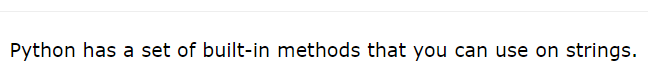 Python has a set of built-in methods that you can use on strings.